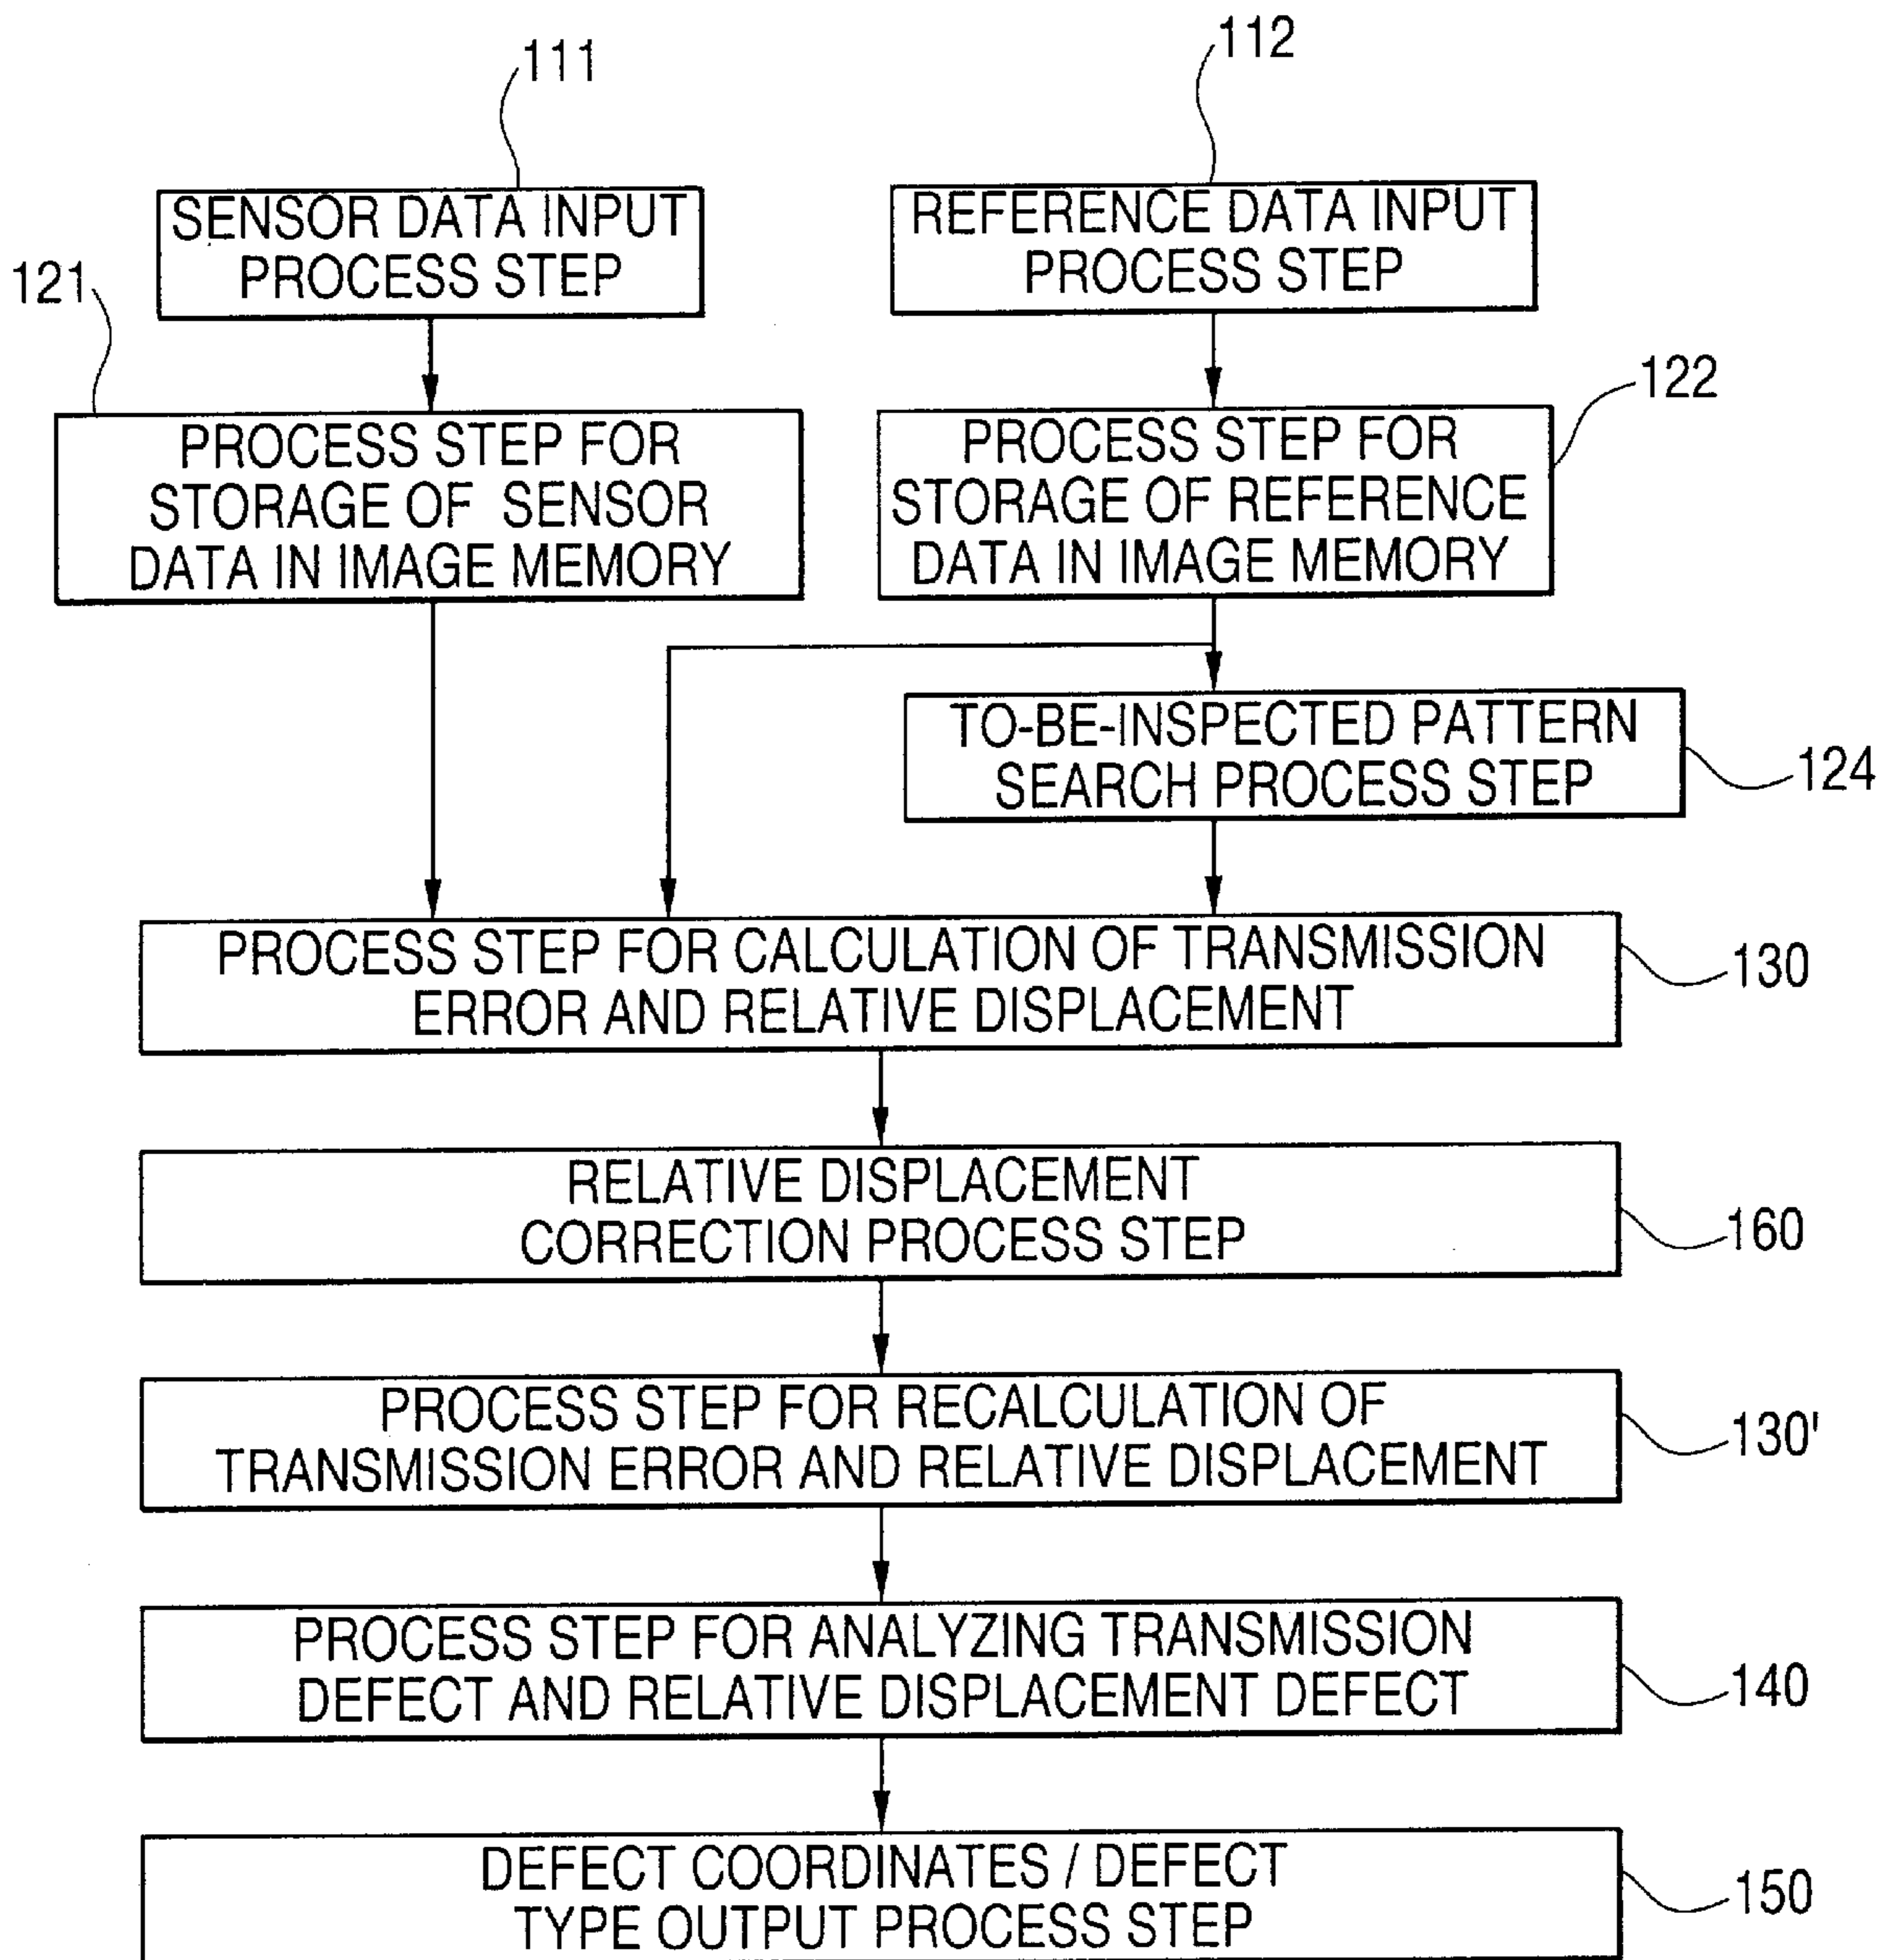 111
112
SENSOR DATA INPUT
PROCESS STEP
REFERENCE DATA INPUT
PROCESS STEP
121
122
PROCESS STEP FOR
STORAGE OF SENSOR
DATA IN IMAGE MEMORY
PROCESS STEP FOR
STORAGE OF REFERENCE
DATA IN IMAGE MEMORY
TO-BE-INSPECTED PATTERN
SEARCH PROCESS STEP
124
PROCESS STEP FOR CALCULATION OF TRANSMISSION
ERROR AND RELATIVE DISPLACEMENT
130
RELATIVE DISPLACEMENT
CORRECTION PROCESS STEP
160
PROCESS STEP FOR RECALCULATION OF
TRANSMISSION ERROR AND RELATIVE DISPLACEMENT
130'
PROCESS STEP FOR ANALYZING TRANSMISSION
DEFECT AND RELATIVE DISPLACEMENT DEFECT
140
DEFECT COORDINATES / DEFECT
TYPE OUTPUT PROCESS STEP
150